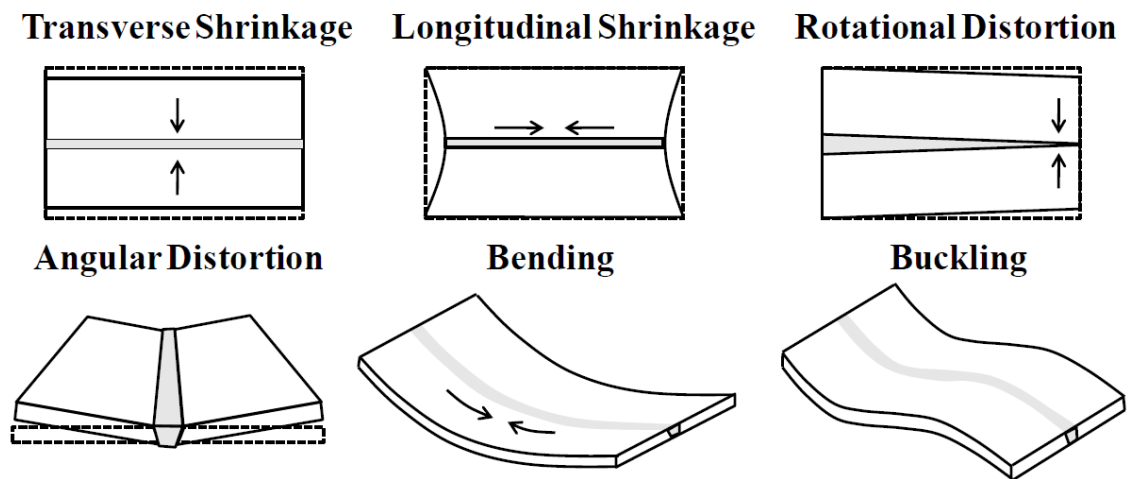 Transverse Shrinkage
Longitudinal Shrinkage
Rotational Distortion
Angular Distortion
Bending
Buckling